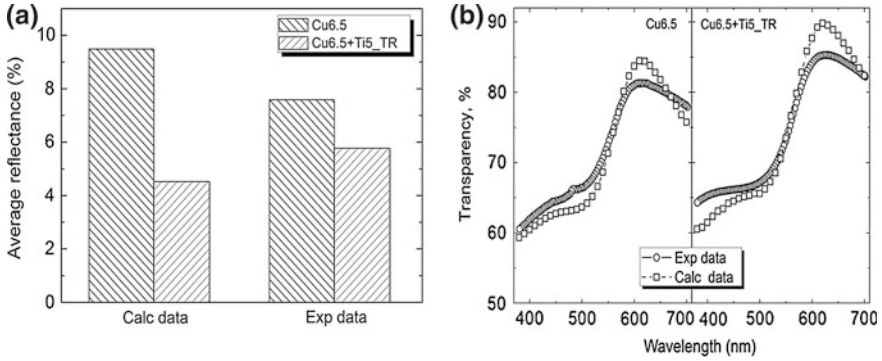 (a)
Cu6.5
Cu6.5+Ti5_TR
Average reflectance (%)
10
8
6
4
2
0
Calc data
Exp data
(b)
Cu6.5
Cu6.5+Ti5_TR
Transparency, %
90
80
70
60
50
Exp data
Calc data
400 500 600 700 400 500 600 700
Wavelength (nm)